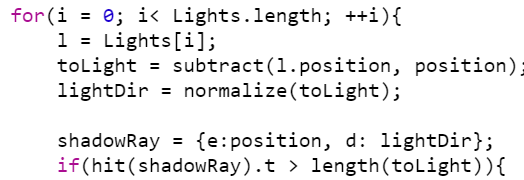 for(i = 0; i< Lights.length; ++i){
l = Lights[i];
toLight = subtract(l.position, position);
lightDir = normalize(toLight);
shadowRay = {e:position, d: lightDir};
if(hit(shadowRay).t > length(toLight)){